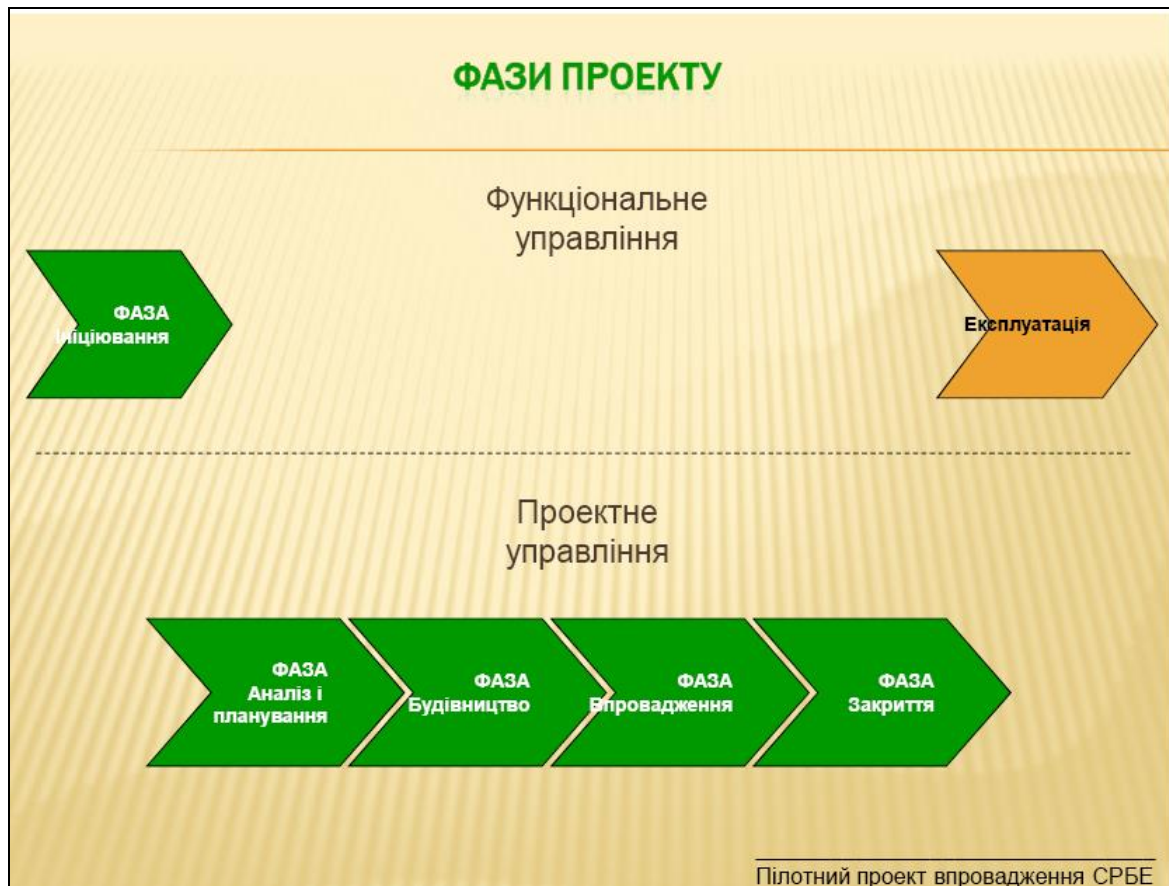 ФАЗИ ПРОЕКТУ
Функціональне
управління
ФАЗА
Ініціювання
Експлуатація
Проектне
управління
ФАЗА
Аналіз і
планування
ФАЗА
Будівництво
ФАЗА
Впровадження
ФАЗА
Закриття
Пілотний проект впровадження СРБЕ